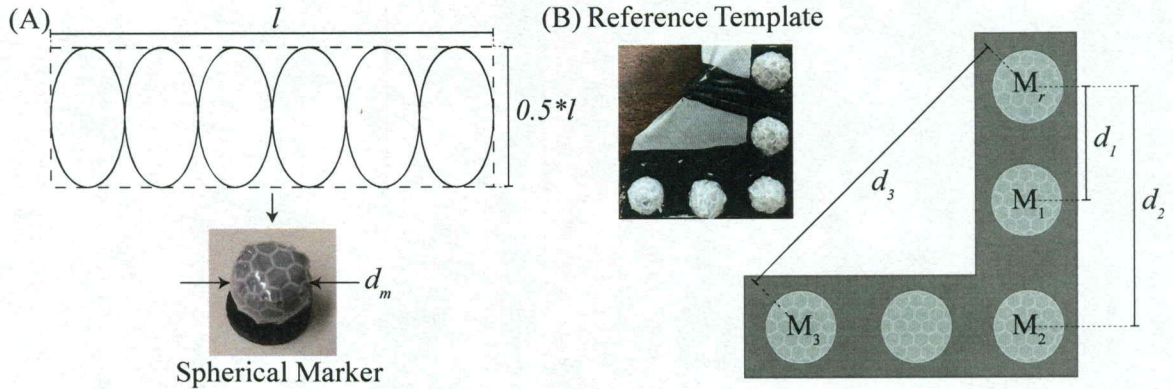 (A)
l
0.5*l
d_m
Spherical Marker
(B) Reference Template
M_r
d_1
M_1
d_2
d_3
M_3
M_2